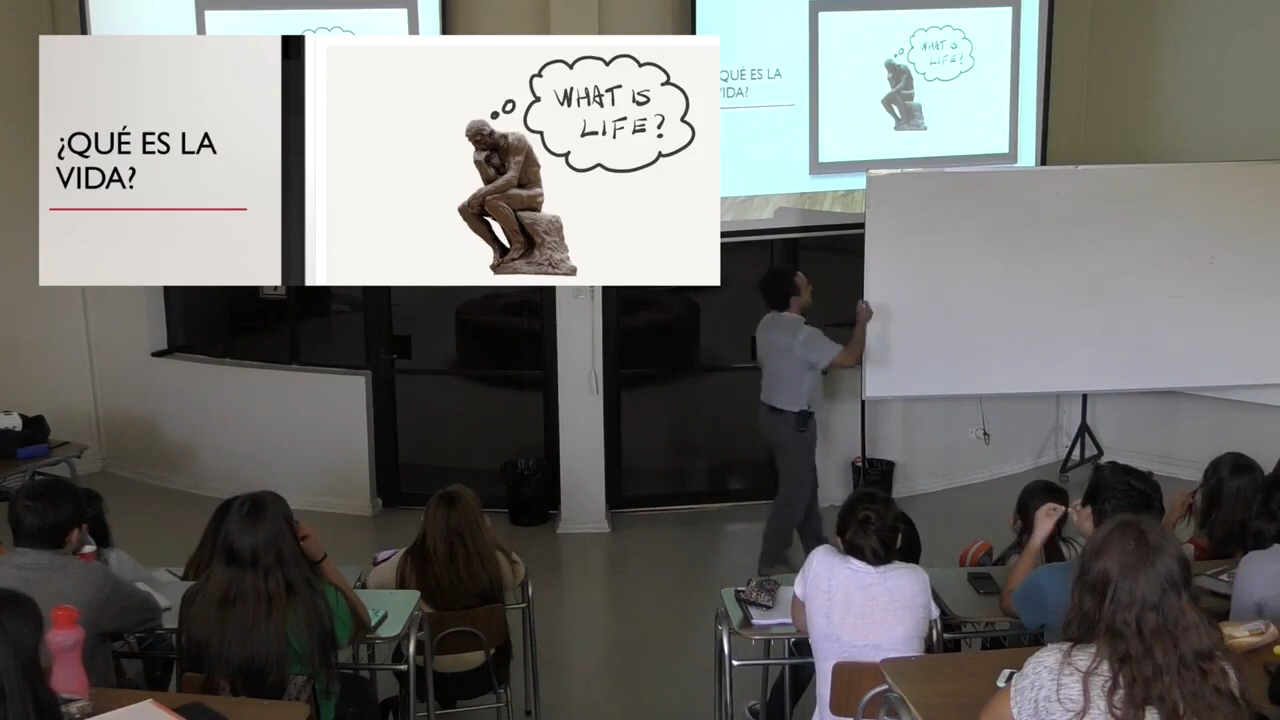 ¿QUÉ ES LA
VIDA?
WHAT IS
LIFE?
QUÉ ES LA
VIDA?
WHAT IS
LIFE?